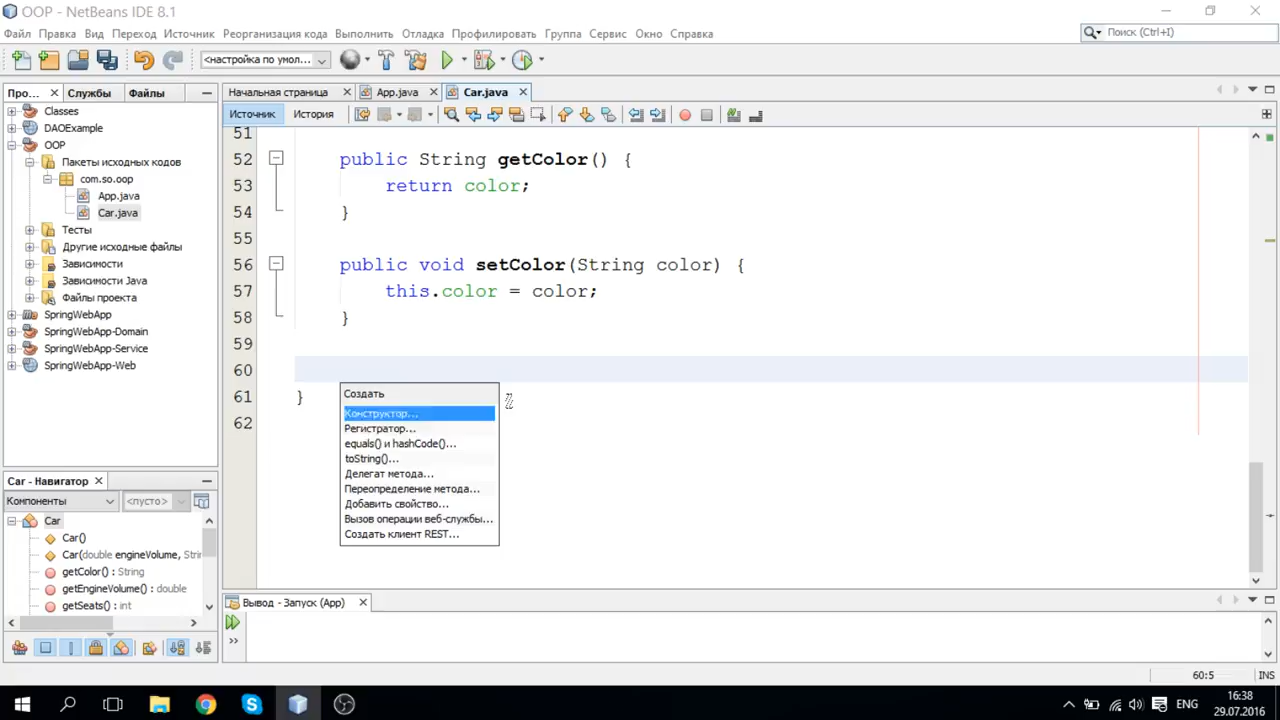 OOP - NetBeans IDE 8.1
Файл Правка Вид Переход Источник Реорганизация кода Выполнить Отладка Профилировать Группа Сервис Окно Справка
Поиск (Ctrl+I)
<настройка по умол...
Про... Службы Файлы
Начальная страница App.java Car.java
Источник История
Classes
DAOExample
OOP
Пакеты исходных кодов
com.so.oop
App.java
Car.java
Тесты
Другие исходные файлы
Зависимости
Зависимости Java
Файлы проекта
SpringWebApp
SpringWebApp-Domain
SpringWebApp-Service
SpringWebApp-Web
51
52 public String getColor() {
53 return color;
54 }
55
56 public void setColor(String color) {
57 this.color = color;
58 }
59
60
61 }
62
Создать
Конструктор...
Регистратор...
equals() и hashCode()...
toString()...
Делегат метода...
Переопределение метода...
Добавить свойство...
Вызов операции веб-службы...
Создать клиент REST...
Car - Навигатор
Компоненты <пусто>
Car
Car()
Car(double engineVolume, Stri
getColor() : String
getEngineVolume() : double
getSeats() : int
Вывод - Запуск (App)
60:5 INS
ENG
16:38
29.07.2016